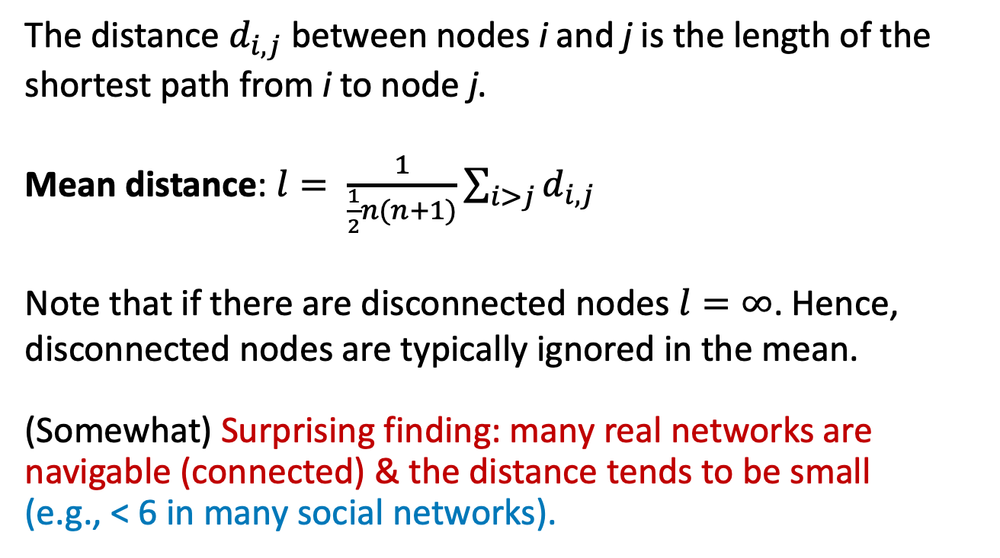 The distance d_{i,j} between nodes i and j is the length of the
shortest path from i to node j.
Mean distance: l = \frac{1}{\frac{1}{2}n(n+1)} \sum_{i>j} d_{i,j}
Note that if there are disconnected nodes l = ∞. Hence,
disconnected nodes are typically ignored in the mean.
(Somewhat) Surprising finding: many real networks are
navigable (connected) & the distance tends to be small
(e.g., < 6 in many social networks).